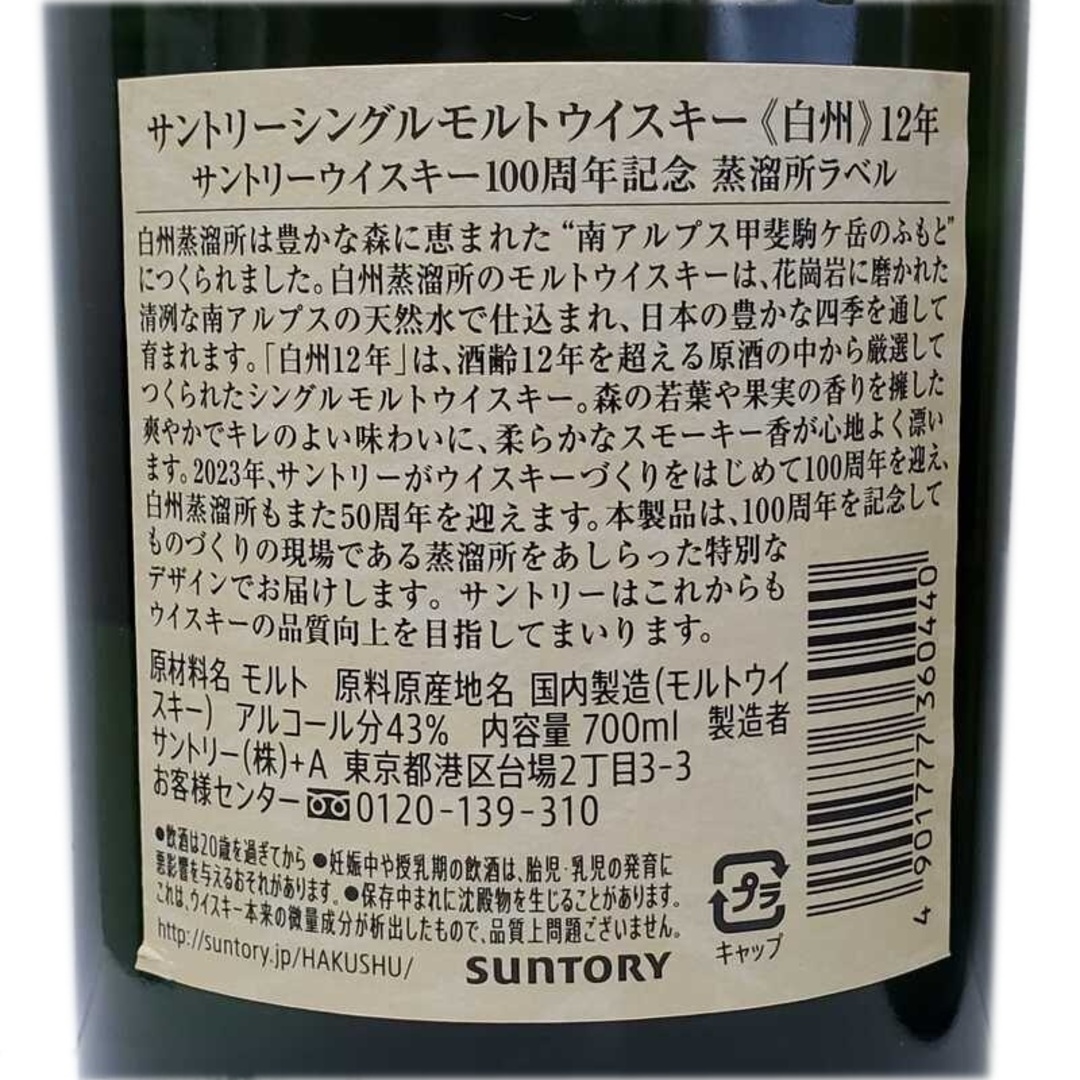 サントリーシングルモルトウイスキー《白州》12年
サントリーウイスキー100周年記念 蒸溜所ラベル
白州蒸溜所は豊かな森に恵まれた “南アルプス甲斐駒ケ岳のふもと”
につくられました。白州蒸溜所のモルトウイスキーは、花崗岩に磨かれた
清冽な南アルプスの天然水で仕込まれ、日本の豊かな四季を通して
育まれます。「白州12年」は、酒齢12年を超える原酒の中から厳選して
つくられたシングルモルトウイスキー。森の若葉や果実の香りを擁した
爽やかでキレのよい味わいに、柔らかなスモーキー香が心地よく漂い
ます。2023年、サントリーがウイスキーづくりをはじめて100周年を迎え、
白州蒸溜所もまた50周年を迎えます。本製品は、100周年を記念して
ものづくりの現場である蒸溜所をあしらった特別な
デザインでお届けします。サントリーはこれからも
ウイスキーの品質向上を目指してまいります。
原材料名 モルト 原料原産地名 国内製造(モルトウイ
スキー) アルコール分43% 内容量 700ml 製造者
サントリー(株)+A 東京都港区台場2丁目3-3
お客様センター 0120-139-310
●飲酒は20歳を過ぎてから ●妊娠中や授乳期の飲酒は、胎児・乳児の発育に
悪影響を与えるおそれがあります。●保存中まれに沈殿物を生じることがあります。
これは、ウイスキー本来の微量成分が析出したもので、品質上問題ございません。
http://suntory.jp/HAKUSHU/
SUNTORY
プラ
キャップ
4 901777 360440